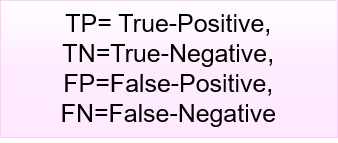 TP= True-Positive,
TN=True-Negative,
FP=False-Positive,
FN=False-Negative